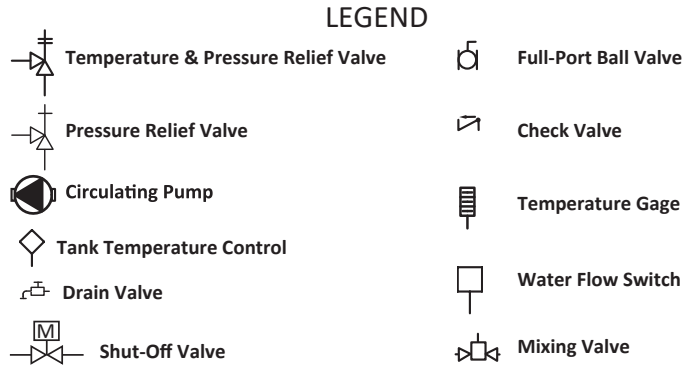 LEGEND
Temperature & Pressure Relief Valve
Full-Port Ball Valve
Pressure Relief Valve
Check Valve
Circulating Pump
Temperature Gage
Tank Temperature Control
Drain Valve
Water Flow Switch
M
Shut-Off Valve
Mixing Valve